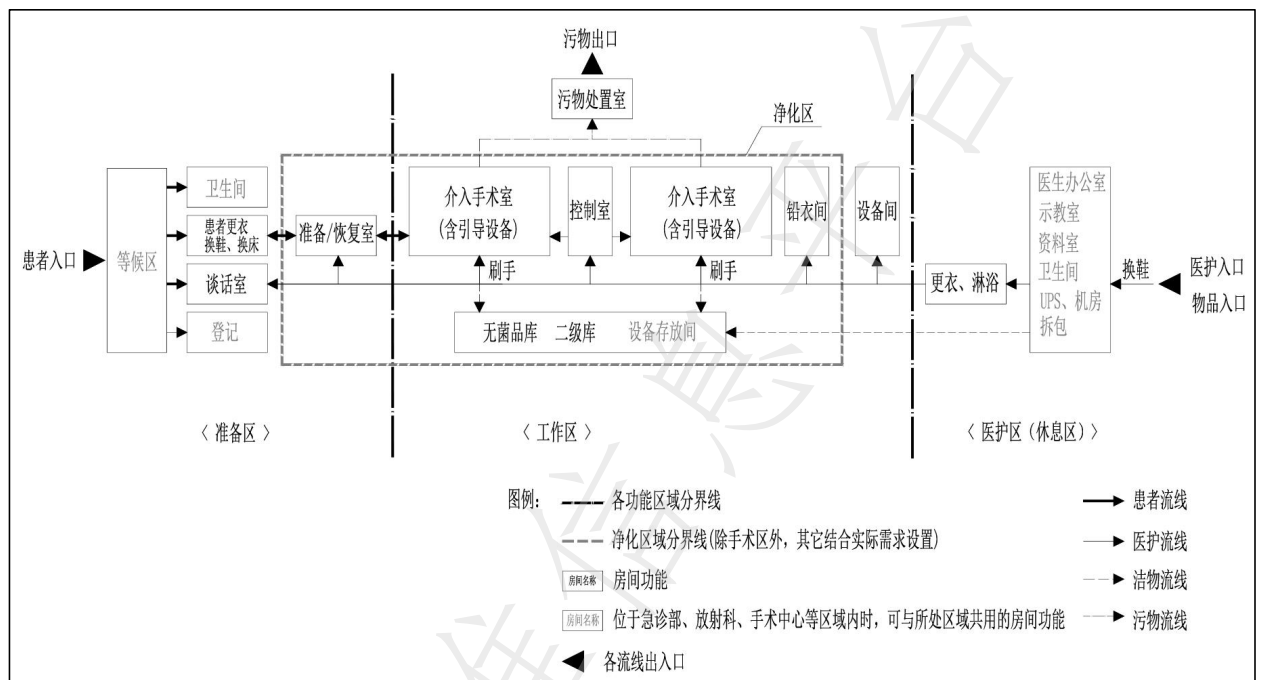 污物出口
污物处置室
净化区
卫生间
患者更衣
换鞋、换床
谈话室
登记
患者入口
等候区
准备/恢复室
介入手术室
(含引导设备)
控制室
介入手术室
(含引导设备)
铅衣间
设备间
刷手
刷手
无菌品库 二级库 设备存放间
更衣、淋浴
医生办公室
示教室
资料室
卫生间
UPS、机房
拆包
换鞋
医护入口
物品入口
〈 准备区 〉
〈 工作区 〉
〈 医护区 (休息区) 〉
图例:
各功能区域分界线
患者流线
净化区域分界线(除手术区外，其它结合实际需求设置)
医护流线
房间名称 房间功能
洁物流线
房间名称 位于急诊部、放射科、手术中心等区域内时，可与所处区域共用的房间功能
污物流线
各流线出入口
准信息平台